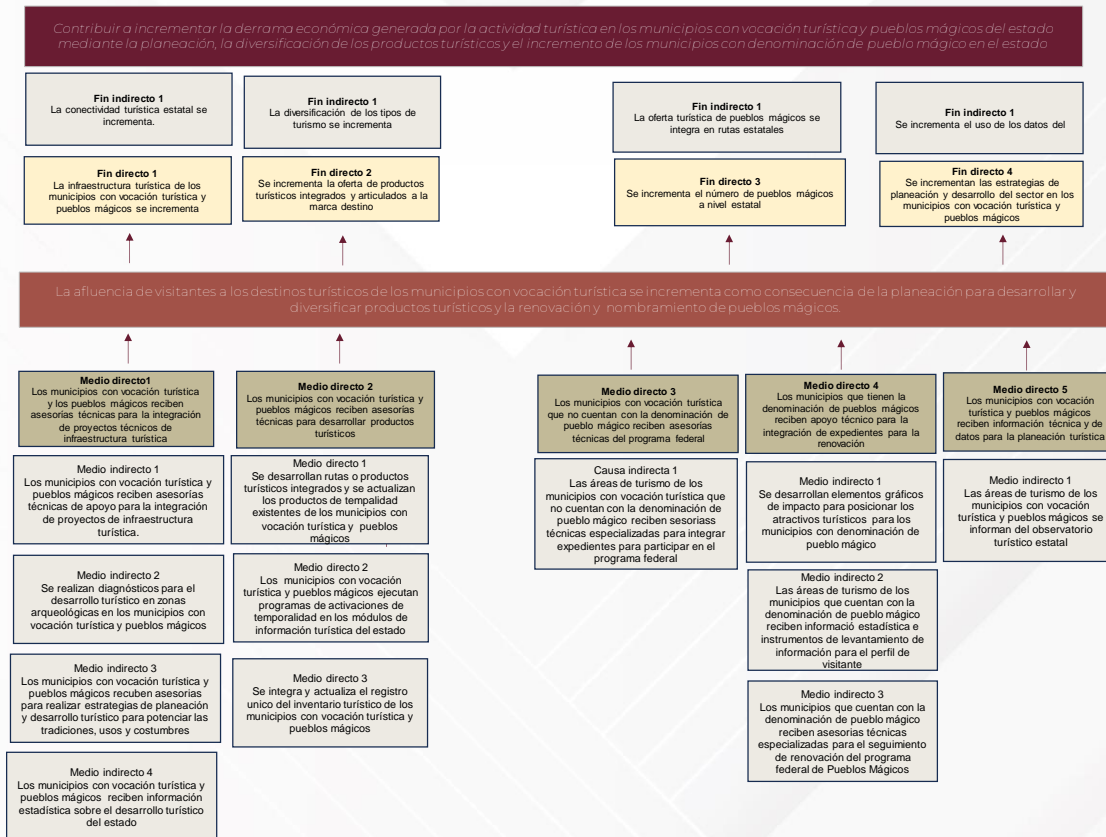 Contribuir a incrementar la derrama económica generada por la actividad turística en los municipios con vocación turística y pueblos mágicos del estado
mediante la planeación, la diversificación de los productos turísticos y el incremento de los municipios con denominación de pueblo mágico en el estado
Fin indirecto 1
La conectividad turística estatal se
incrementa.
Fin indirecto 1
La diversificación de los tipos de
turismo se incrementa
Fin indirecto 1
La oferta turística de pueblos mágicos se
integra en rutas estatales
Fin indirecto 1
Se incrementa el uso de los datos del
Fin directo 1
La infraestructura turística de los
municipios con vocación turística y
pueblos mágicos se incrementa
Fin directo 2
Se incrementa la oferta de productos
turísticos integrados y articulados a la
marca destino
Fin directo 3
Se incrementa el número de pueblos mágicos
a nivel estatal
Fin directo 4
Se incrementan las estrategias de
planeación y desarrollo del sector en los
municipios con vocación turística y
pueblos mágicos
La afluencia de visitantes a los destinos turísticos de los municipios con vocación turística se incrementa como consecuencia de la planeación para desarrollar y
diversificar productos turísticos y la renovación y nombramiento de pueblos mágicos.
Medio directo1
Los municipios con vocación turística
y los pueblos mágicos reciben
asesorías técnicas para la integración
de proyectos técnicos de
infraestructura turística
Medio directo 2
Los municipios con vocación turística y
pueblos mágicos reciben asesorías
técnicas para desarrollar productos
turísticos
Medio directo 3
Los municipios con vocación turística
que no cuentan con la denominación de
pueblo mágico reciben asesorías
técnicas del programa federal
Medio directo 4
Los municipios que tienen la
denominación de pueblos mágicos
reciben apoyo técnico para la
integración de expedientes para la
renovación
Medio directo 5
Los municipios con vocación
turística y pueblos mágicos
reciben información técnica y de
datos para la planeación turística
Medio indirecto 1
Los municipios con vocación turística y
pueblos mágicos reciben asesorías
técnicas de apoyo para la integración
de proyectos de infraestructura
turística.
Medio directo 1
Se desarrollan rutas o productos
turísticos integrados y se actualizan
los productos de tempalidad
existentes de los municipios con
vocación turística y pueblos
mágicos
Causa indirecta 1
Las áreas de turismo de los
municipios con vocación turística que
no cuentan con la denominación de
pueblo mágico reciben sesoriass
técnicas especializadas para integrar
expedientes para participar en el
programa federal
Medio indirecto 1
Se desarrollan elementos gráficos
de impacto para posicionar los
atractivos turísticos para los
municipios con denominación de
pueblo mágico
Medio indirecto 1
Las áreas de turismo de los
municipios con vocación
turística y pueblos mágicos se
informan del observatorio
turístico estatal
Medio indirecto 2
Se realizan diagnósticos para el
desarrollo turístico en zonas
arqueológicas en los municipios con
vocación turística y pueblos mágicos
Medio directo 2
Los municipios con vocación
turística y pueblos mágicos ejecutan
programas de activaciones de
temporalidad en los módulos de
información turística del estado
Medio indirecto 2
Las áreas de turismo de los
municipios que cuentan con la
denominación de pueblo mágico
reciben informació estadística e
instrumentos de levantamiento de
información para el perfil de
visitante
Medio indirecto 3
Los municipios con vocación turística y
pueblos mágicos recuben asesorias
para realizar estrategias de planeación
y desarrollo turístico para potenciar las
tradiciones, usos y costumbres
Medio directo 3
Se integra y actualiza el registro
unico del inventario turístico de los
municipios con vocación turística y
pueblos mágicos
Medio indirecto 3
Los municipios que cuentan con la
denominación de pueblo mágico
reciben asesorias técnicas
especializadas para el seguimiento
de renovación del programa
federal de Pueblos Mágicos
Medio indirecto 4
Los municipios con vocación turística y
pueblos mágicos reciben información
estadística sobre el desarrollo turístico
del estado